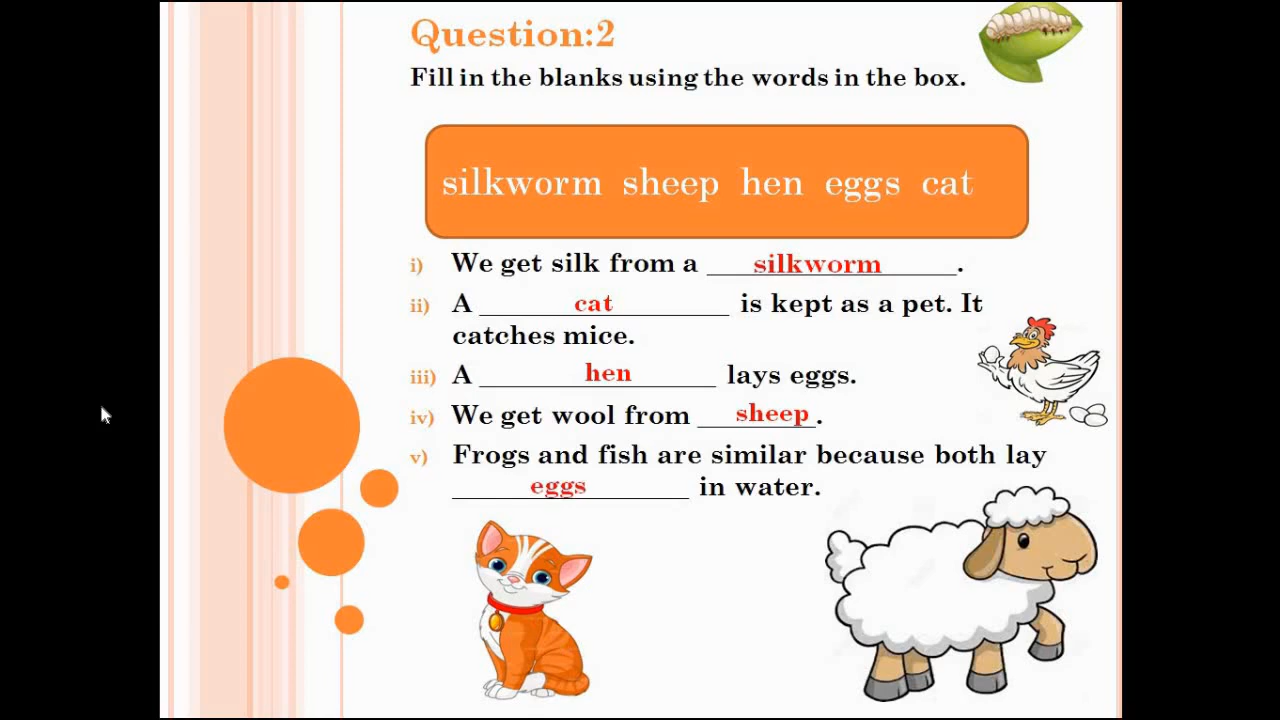 Question:2
Fill in the blanks using the words in the box.
silkworm sheep hen eggs cat
i) We get silk from a silkworm.
ii) A cat is kept as a pet. It
catches mice.
iii) A hen lays eggs.
iv) We get wool from sheep.
v) Frogs and fish are similar because both lay
eggs in water.